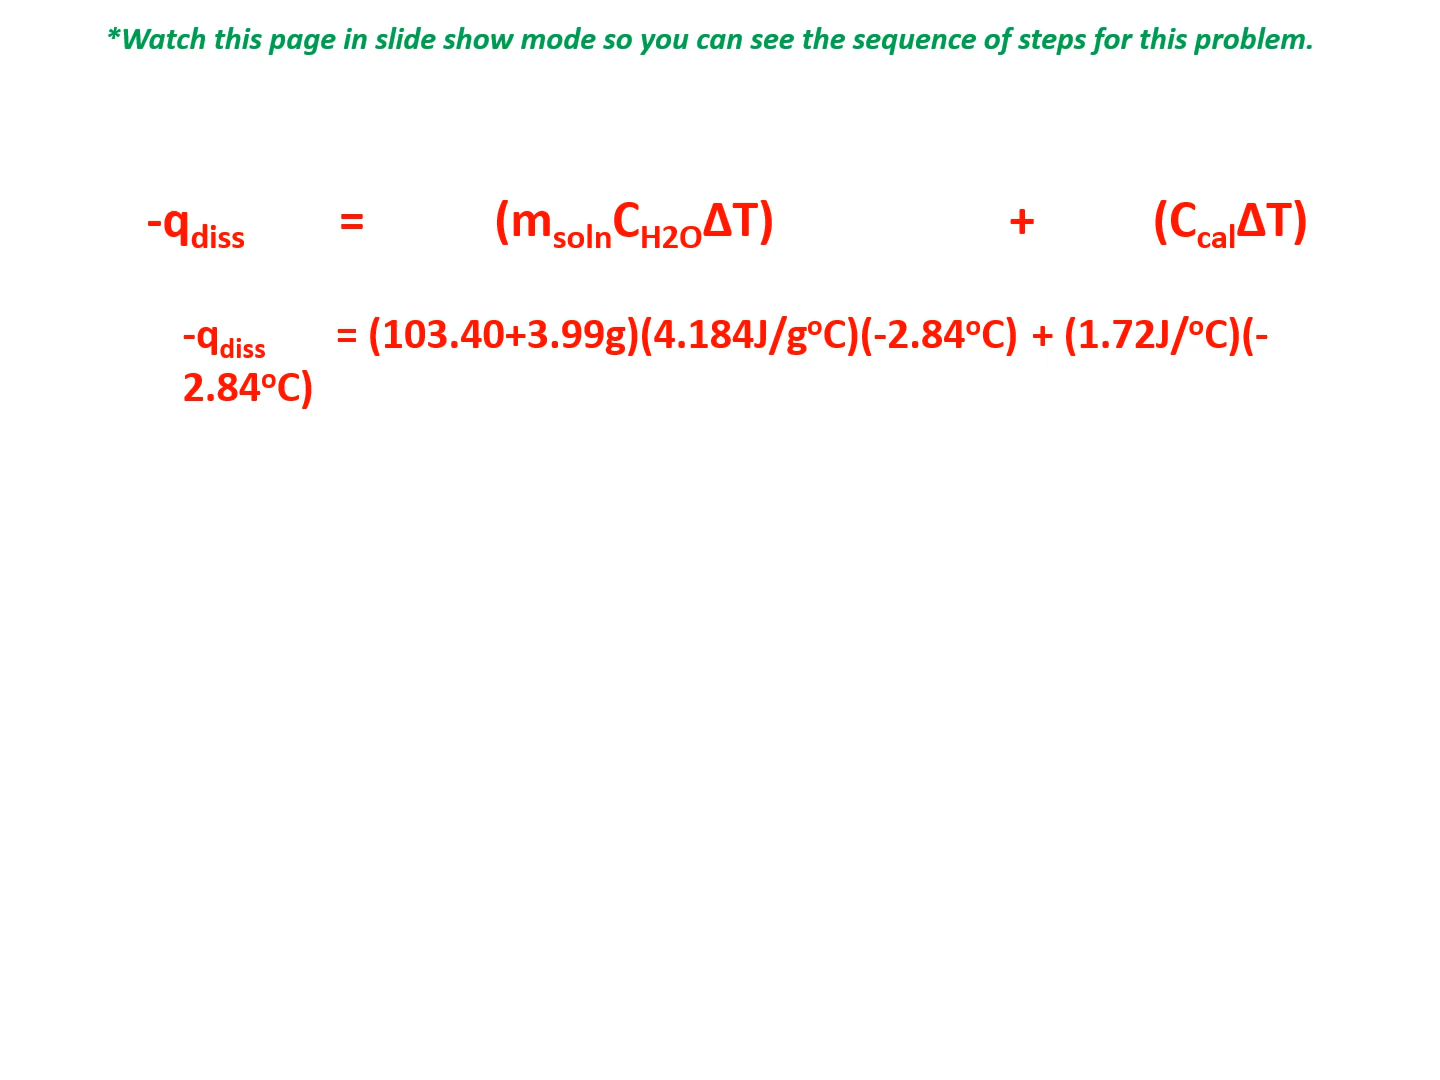 *Watch this page in slide show mode so you can see the sequence of steps for this problem.
-qdiss = (msolnCH2OΔT) + (CcalΔT)
-qdiss = (103.40+3.99g)(4.184J/goC)(-2.84oC) + (1.72J/oC)(-
2.84oC)